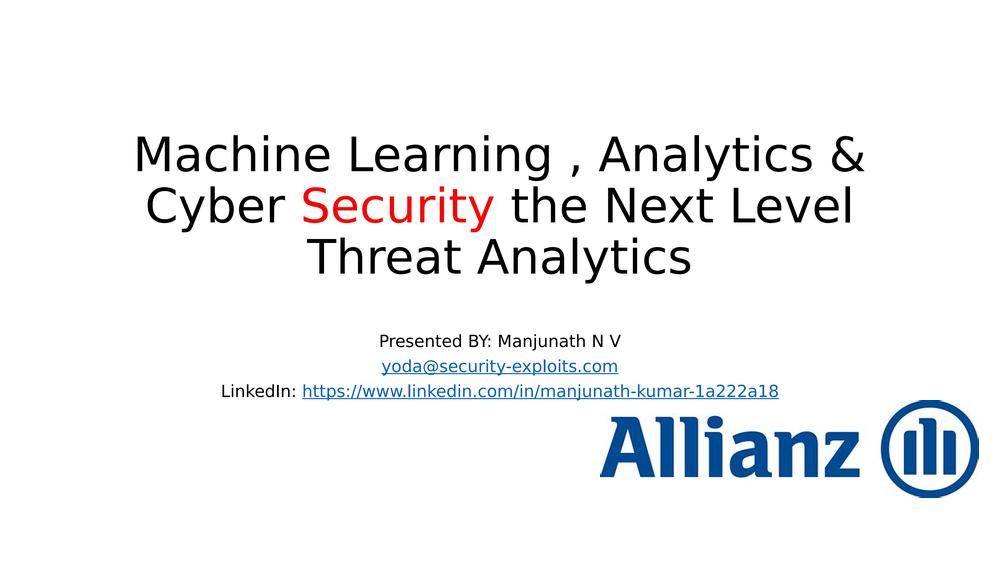 Machine Learning , Analytics &
Cyber Security the Next Level
Threat Analytics
Presented BY: Manjunath N V
yoda@security-exploits.com
LinkedIn: https://www.linkedin.com/in/manjunath-kumar-1a222a18
Allianz